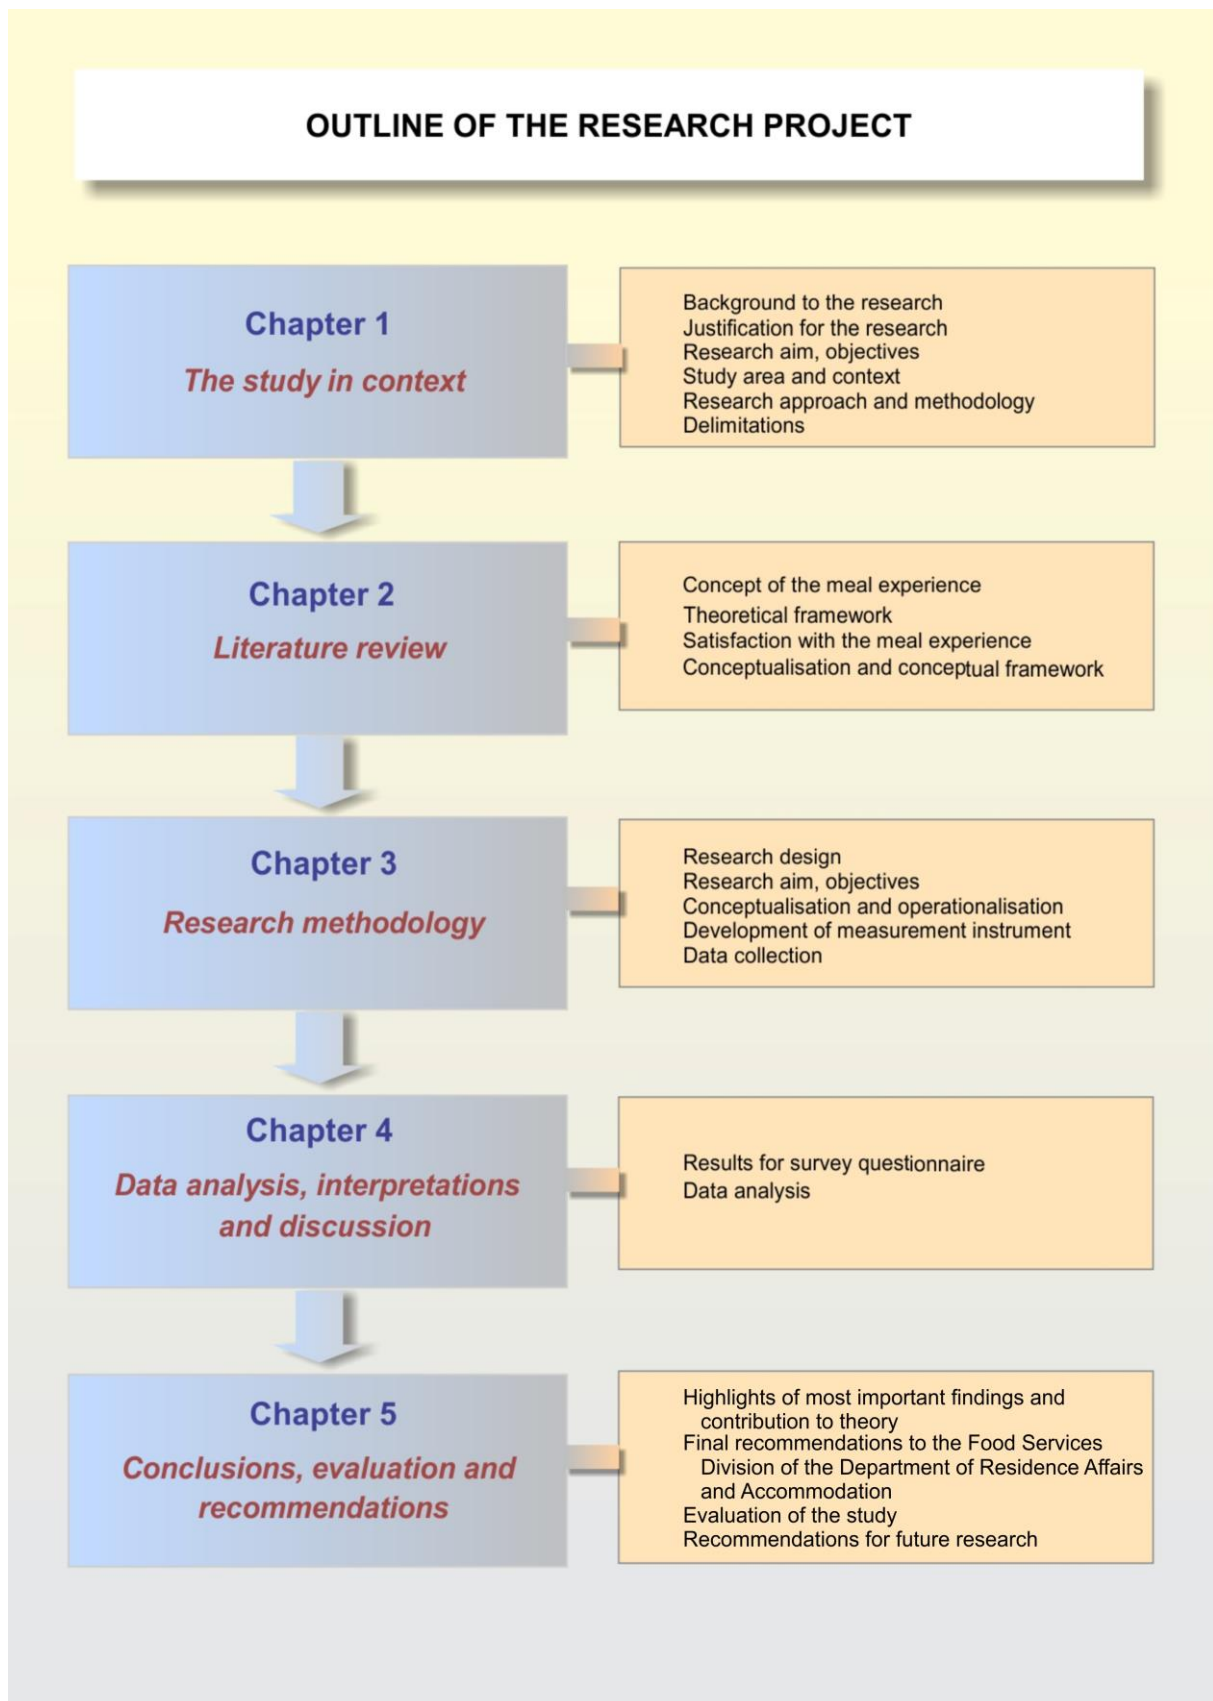 OUTLINE OF THE RESEARCH PROJECT
Chapter 1
The study in context
Background to the research
Justification for the research
Research aim, objectives
Study area and context
Research approach and methodology
Delimitations
Chapter 2
Literature review
Concept of the meal experience
Theoretical framework
Satisfaction with the meal experience
Conceptualisation and conceptual framework
Chapter 3
Research methodology
Research design
Research aim, objectives
Conceptualisation and operationalisation
Development of measurement instrument
Data collection
Chapter 4
Data analysis, interpretations
and discussion
Results for survey questionnaire
Data analysis
Chapter 5
Conclusions, evaluation and
recommendations
Highlights of most important findings and
contribution to theory
Final recommendations to the Food Services
Division of the Department of Residence Affairs
and Accommodation
Evaluation of the study
Recommendations for future research